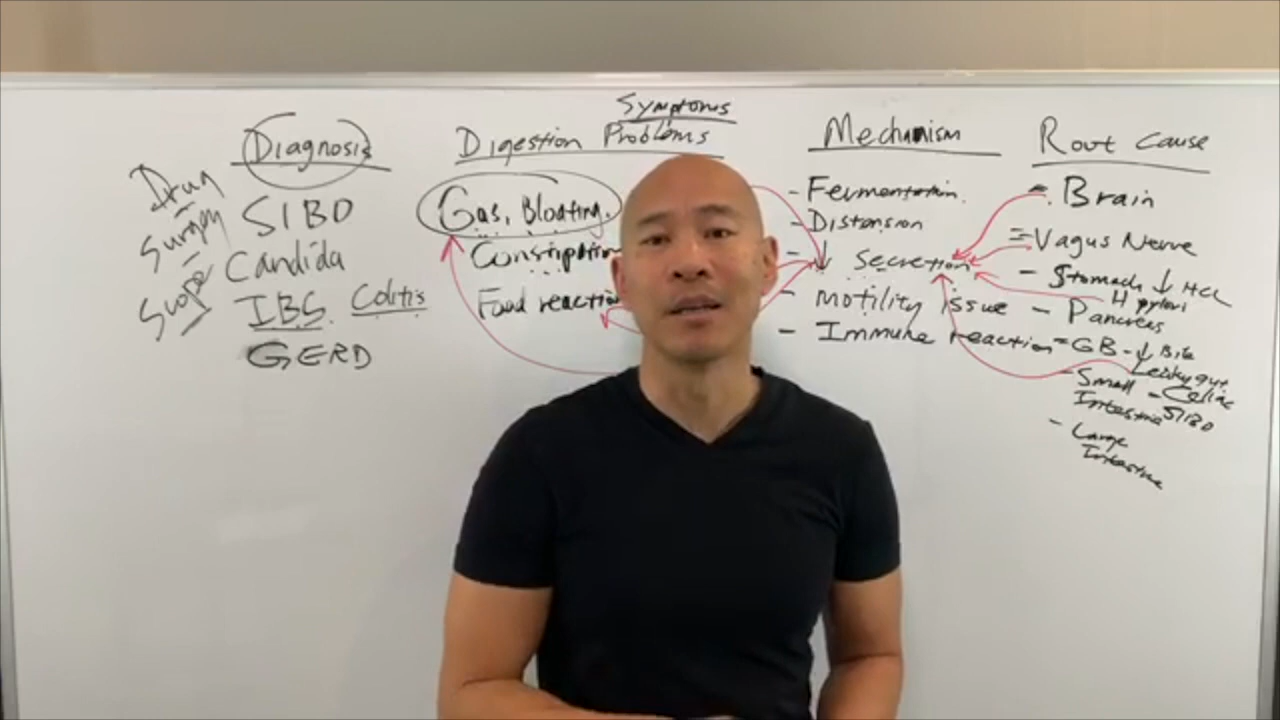 Drug
Surgery
Scope
Diagnosis
SIBO
Candida
IBS Colitis
GERD
Symptoms
Digestion Problems
Gas, Bloating,
Constipation
Food reaction
Mechanism
- Fermentation.
- Distension
- ↓ Secretion
- Motility issue
- Immune reaction
Root Cause
- Brain
= Vagus Nerve
- Stomach ↓ HCL
H pylori
- Pancreas
- GB - ↓ Bile
Leaky gut
- Small - Celiac
Intestine SIBO
- Large
Intestine